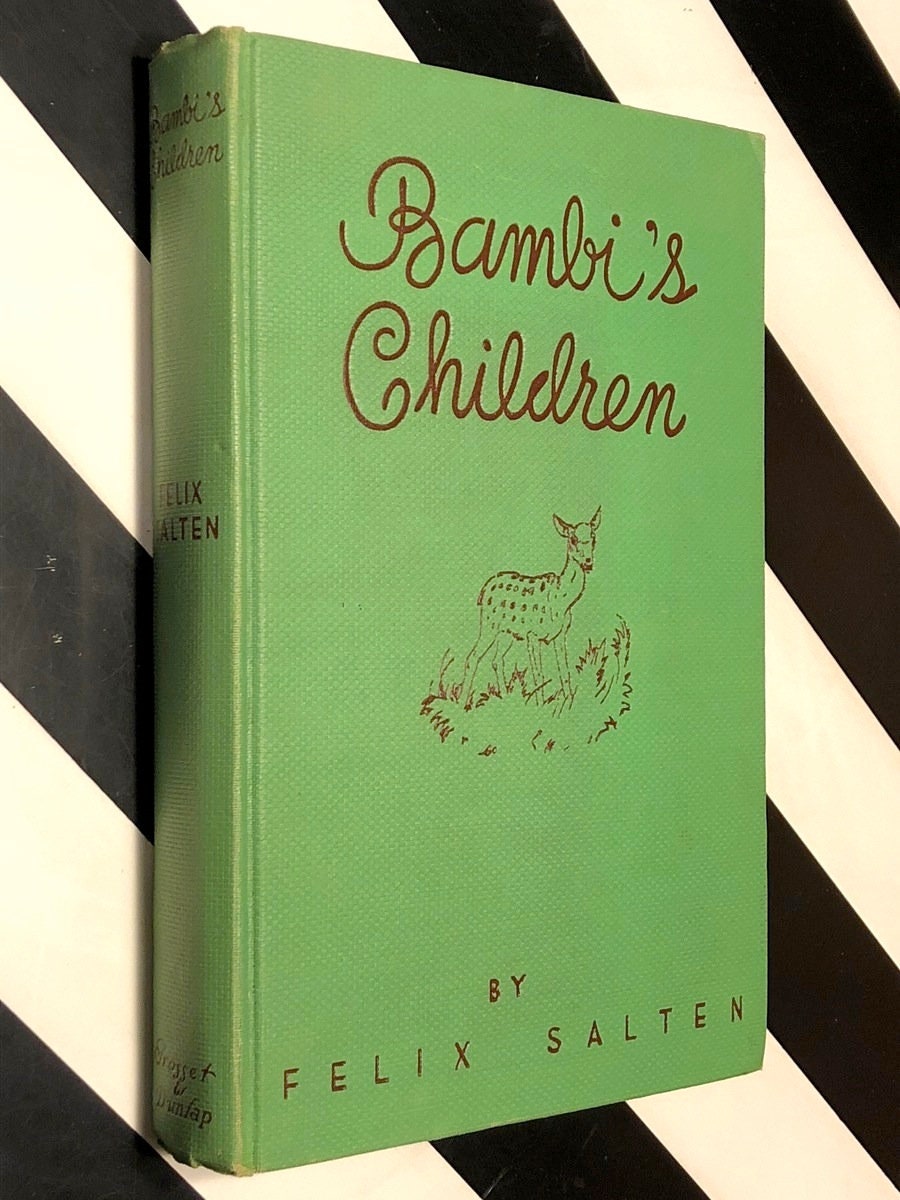 Bambi's
Children
FELIX
SALTEN
Grosset
&
Dunlap
Bambi's
Children
BY
FELIX SALTEN